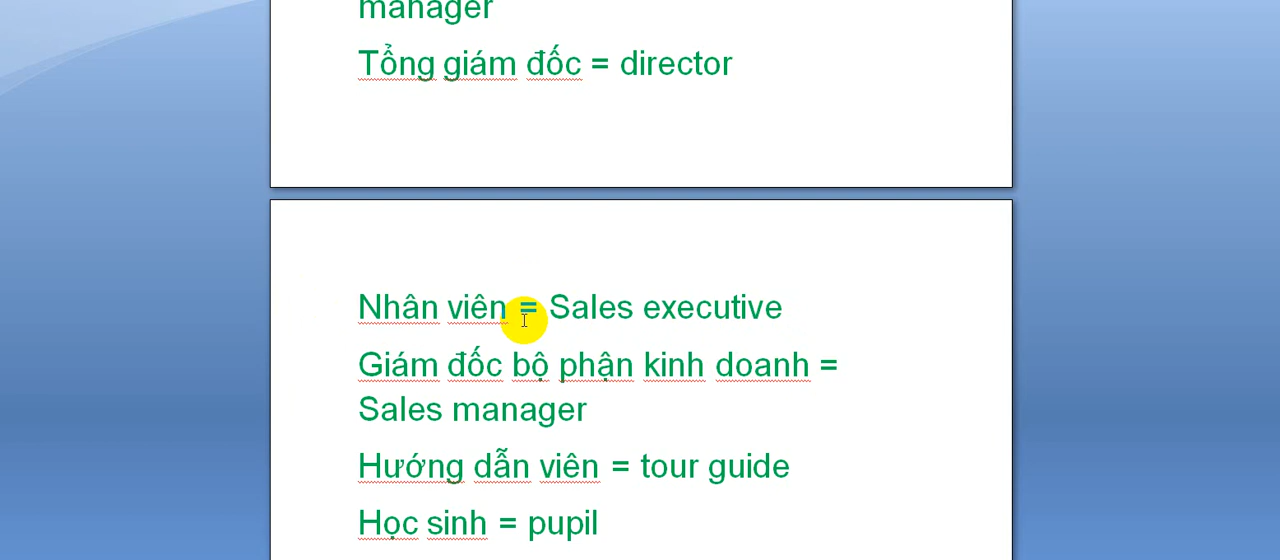 manager
Tổng giám đốc = director
Nhân viên = Sales executive
Giám đốc bộ phận kinh doanh =
Sales manager
Hướng dẫn viên = tour guide
Học sinh = pupil